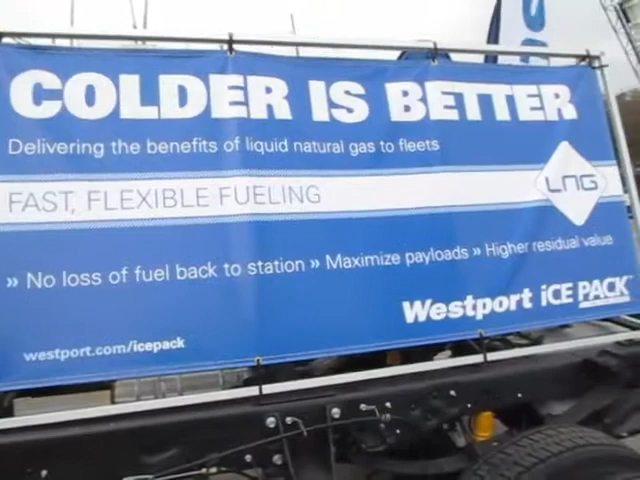 COLDER IS BETTER
Delivering the benefits of liquid natural gas to fleets
FAST, FLEXIBLE FUELING
LNG
» No loss of fuel back to station » Maximize payloads » Higher residual value
Westport iCE PACK
westport.com/icepack